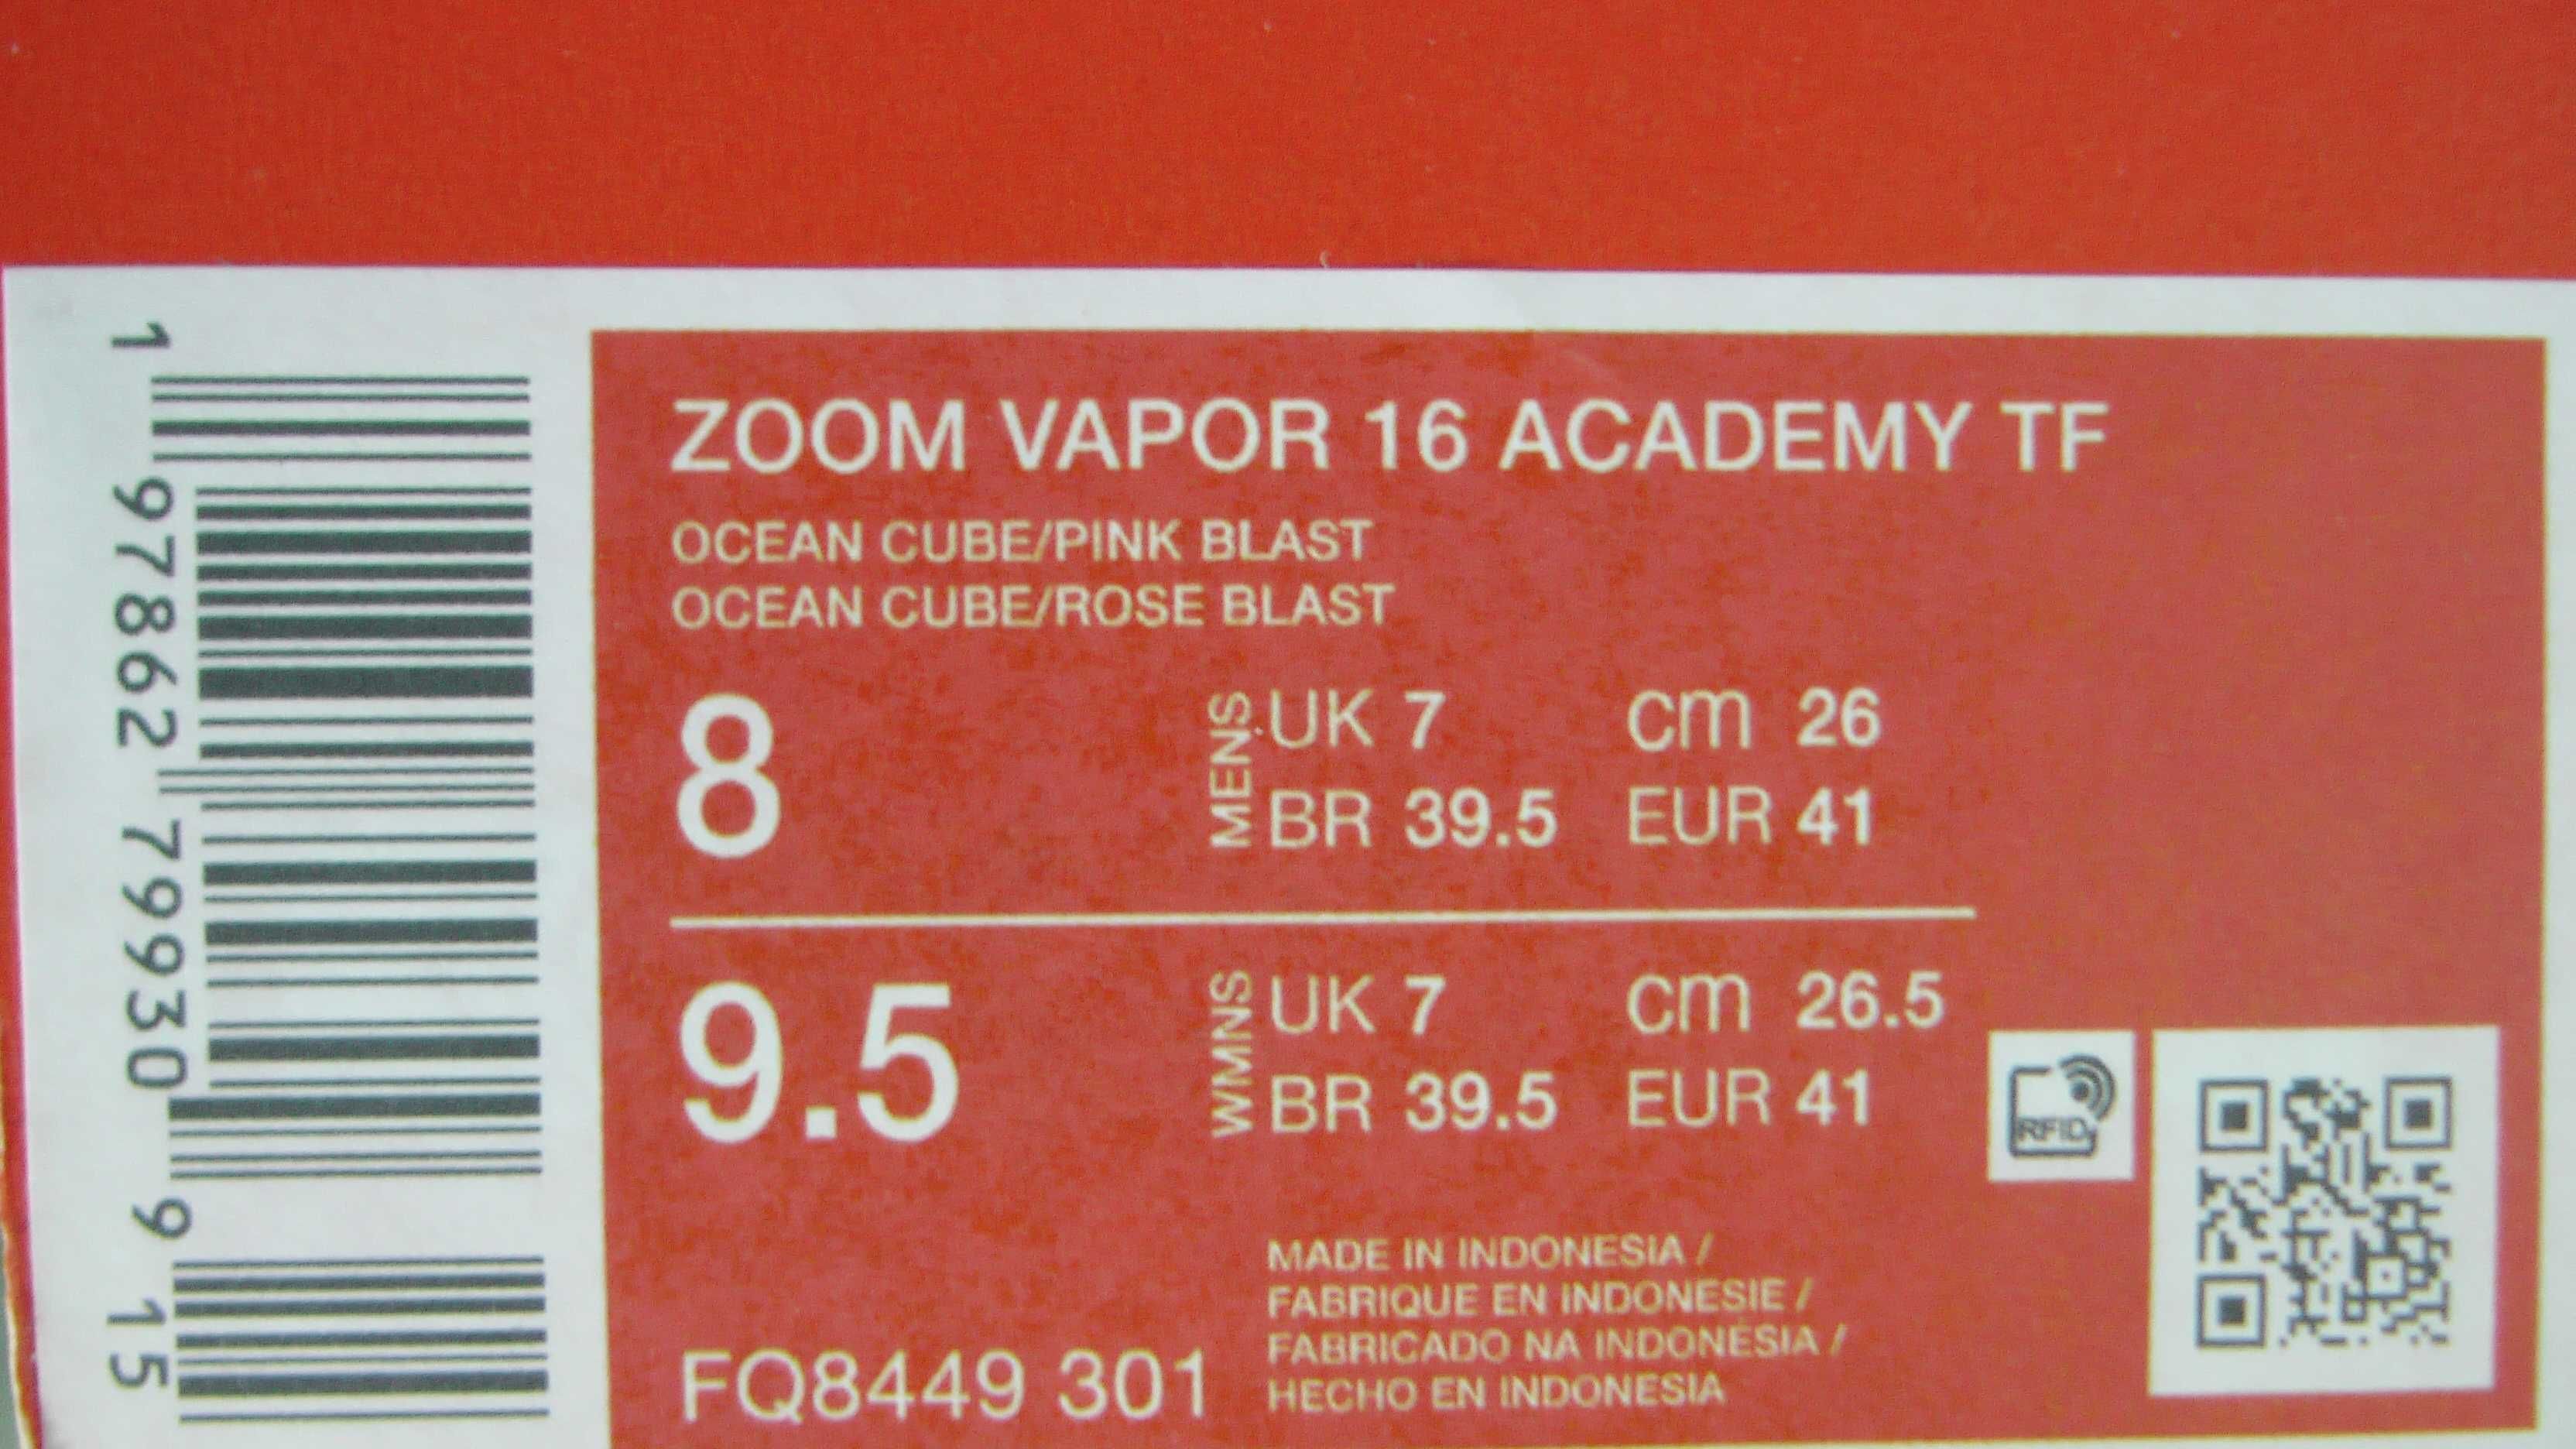 1 97862 79930 9 15
ZOOM VAPOR 16 ACADEMY TF
OCEAN CUBE/PINK BLAST
OCEAN CUBE/ROSE BLAST
8 MENS UK 7 cm 26
BR 39.5 EUR 41
9.5 WMNS UK 7 cm 26.5
BR 39.5 EUR 41
RFID
MADE IN INDONESIA /
FABRIQUE EN INDONESIE /
FABRICADO NA INDONÉSIA /
HECHO EN INDONESIA
FQ8449 301